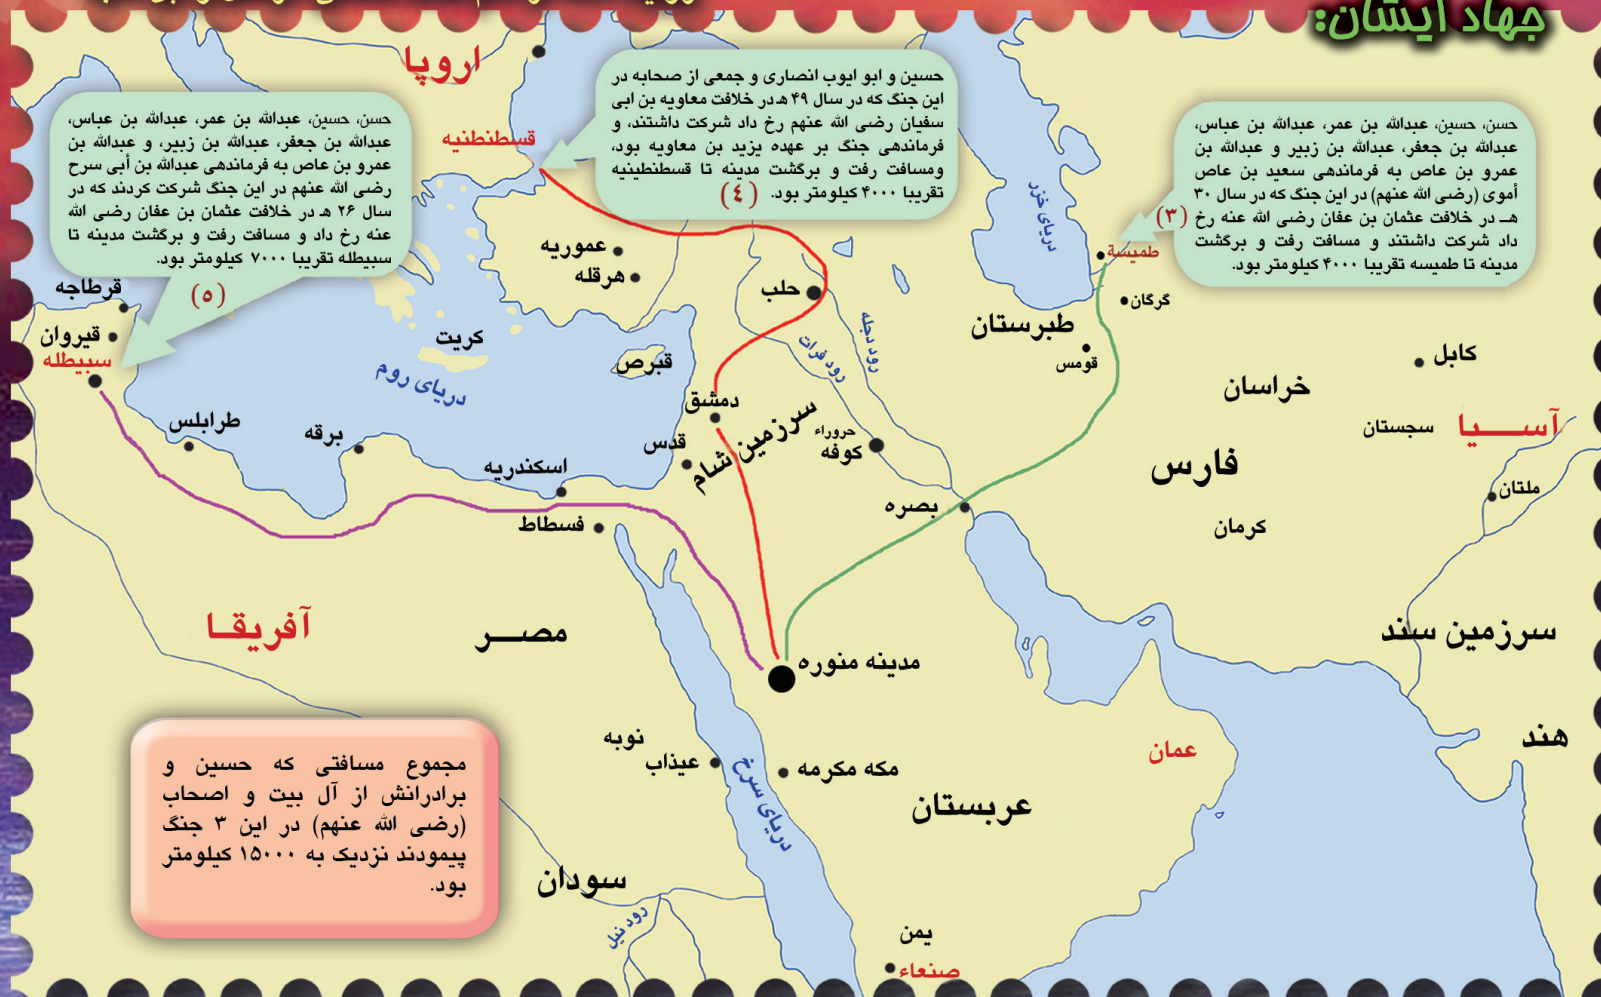 جهاد ایشان:
حسن، حسین، عبدالله بن عمر، عبدالله بن عباس،
عبدالله بن جعفر، عبدالله بن زبیر و عبدالله بن
عمرو بن عاص به فرماندهی سعید بن عاص
أموی (رضی الله عنهم) در این جنگ که در سال ۳۰
هـ در خلافت عثمان بن عفان رضی الله عنه رخ
داد شرکت داشتند و مسافت رفت و برگشت
مدینه تا طمیسه تقریبا ۴۰۰۰ کیلومتر بود.
(۳)
حسین و ابو ایوب انصاری و جمعی از صحابه در
این جنگ که در سال ۴۹ هـ در خلافت معاویه بن ابی
سفیان رضی الله عنهم رخ داد شرکت داشتند، و
فرماندهی جنگ بر عهده یزید بن معاویه بود،
ومسافت رفت و برگشت مدینه تا قسطنطینیه
تقریبا ۴۰۰۰ کیلومتر بود.
(٤)
حسن، حسین، عبدالله بن عمر، عبدالله بن عباس،
عبدالله بن جعفر، عبدالله بن زبیر، و عبدالله بن
عمرو بن عاص به فرماندهی عبدالله بن أبی سرح
رضی الله عنهم در این جنگ شرکت کردند که در
سال ۲۶ هـ در خلافت عثمان بن عفان رضی الله
عنه رخ داد و مسافت رفت و برگشت مدینه تا
سبیطله تقریبا ۷۰۰۰ کیلومتر بود.
(٥)
اروپا
قسطنطنیه
دریای خزر
طمیسة
گرگان
عموریه
هرقله
حلب
رود دجله
رود فرات
طبرستان
قومس
کابل
خراسان
آسیا
سجستان
فارس
ملتان
کرمان
قرطاجه
قیروان
سبیطله
کریت
قبرص
دریای روم
دمشق
سرزمین شام
حروراء
کوفه
قدس
طرابلس
برقه
اسکندریه
فسطاط
بصره
آفریقا
مصر
مدینه منوره
سرزمین سند
هند
نوبه
عیذاب
مکه مکرمه
دریای سرخ
عمان
عربستان
سودان
رود نیل
یمن
صنعاء
مجموع مسافتی که حسین و
برادرانش از آل بیت و اصحاب
(رضی الله عنهم) در این ۳ جنگ
پیمودند نزدیک به ۱۵۰۰۰ کیلومتر
بود.